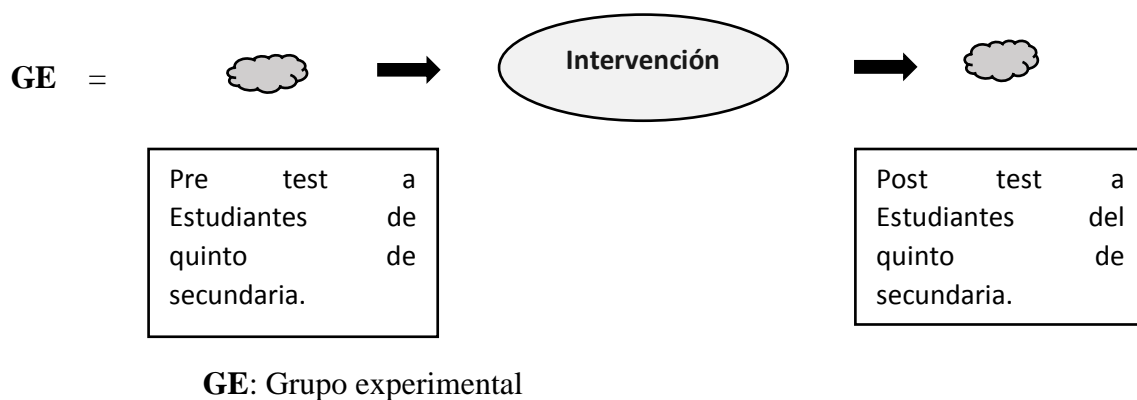 Intervención
GE =
Pre test a
Estudiantes de
quinto de
secundaria.
Post test a
Estudiantes del
quinto de
secundaria.
GE: Grupo experimental